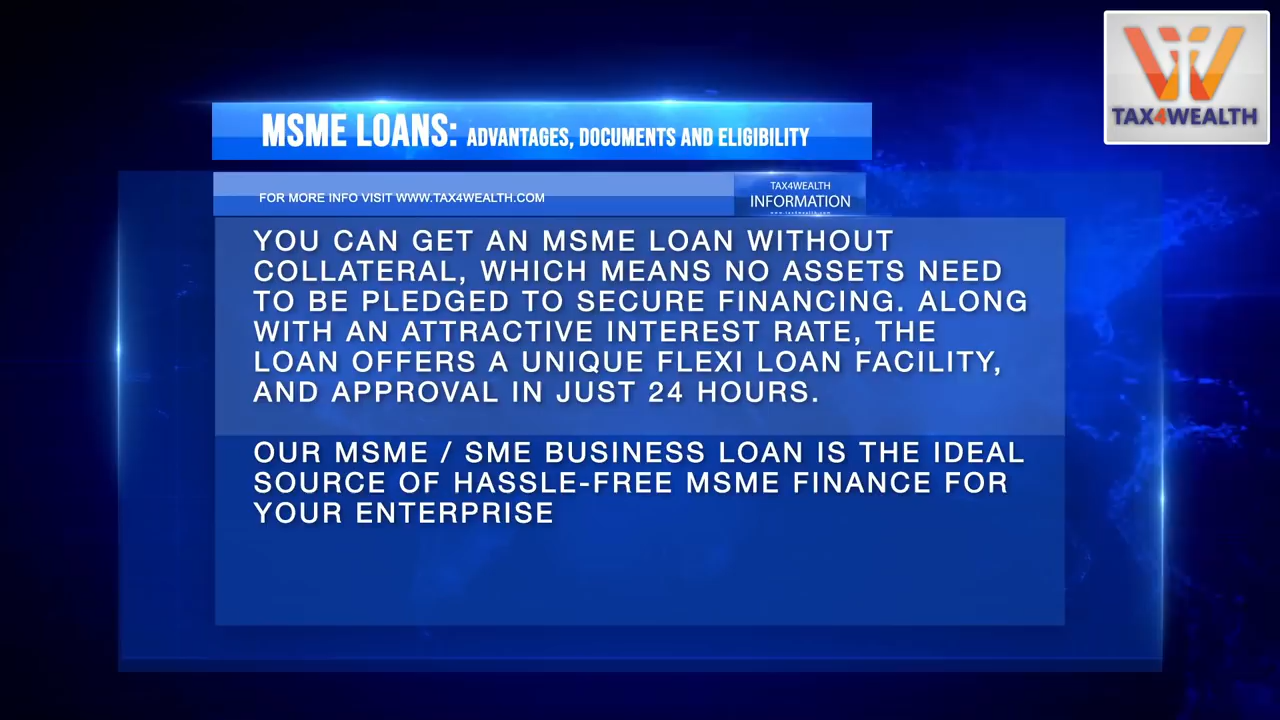 TAX4WEALTH
MSME LOANS: ADVANTAGES, DOCUMENTS AND ELIGIBILITY
FOR MORE INFO VISIT WWW.TAX4WEALTH.COM
TAX4WEALTH
INFORMATION
www.tax4wealth.com
YOU CAN GET AN MSME LOAN WITHOUT
COLLATERAL, WHICH MEANS NO ASSETS NEED
TO BE PLEDGED TO SECURE FINANCING. ALONG
WITH AN ATTRACTIVE INTEREST RATE, THE
LOAN OFFERS A UNIQUE FLEXI LOAN FACILITY,
AND APPROVAL IN JUST 24 HOURS.
OUR MSME / SME BUSINESS LOAN IS THE IDEAL
SOURCE OF HASSLE-FREE MSME FINANCE FOR
YOUR ENTERPRISE